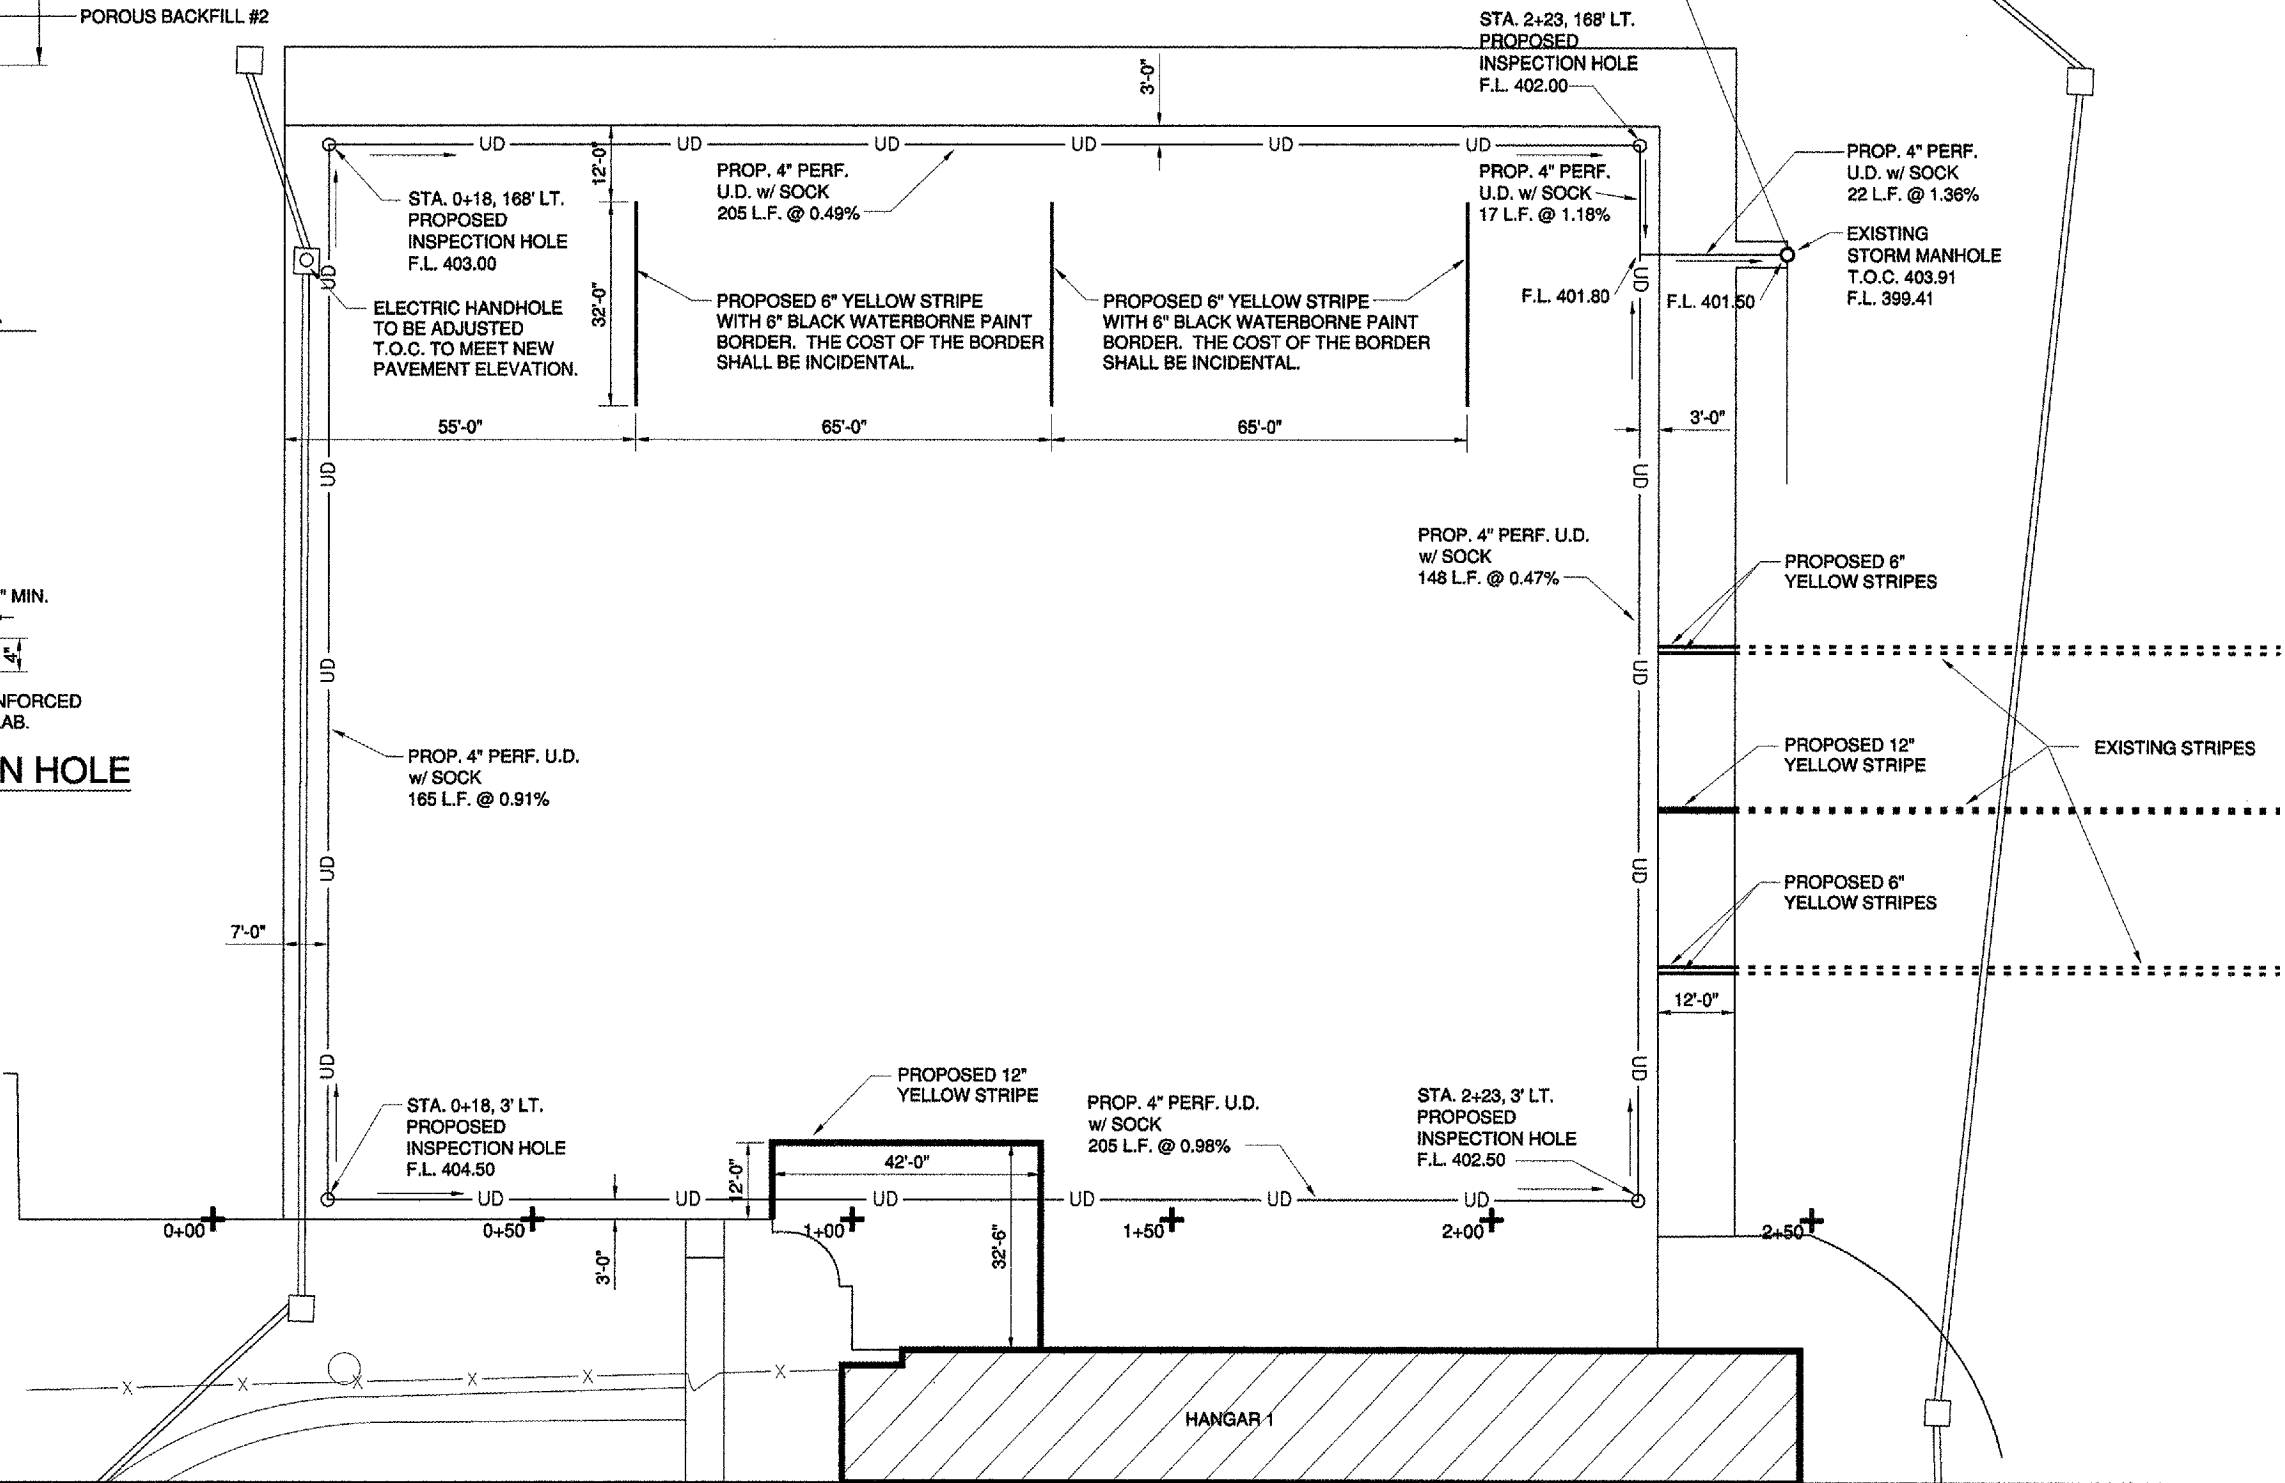 POROUS BACKFILL #2
STA. 2+23, 168' LT.
PROPOSED
INSPECTION HOLE
F.L. 402.00
3'-0"
UD UD UD UD UD UD
12'-0"
PROP. 4" PERF.
U.D. w/ SOCK
205 L.F. @ 0.49%
PROP. 4" PERF.
U.D. w/ SOCK
17 L.F. @ 1.18%
PROP. 4" PERF.
U.D. w/ SOCK
22 L.F. @ 1.36%
STA. 0+18, 168' LT.
PROPOSED
INSPECTION HOLE
F.L. 403.00
EXISTING
STORM MANHOLE
T.O.C. 403.91
F.L. 399.41
UD
UD
F.L. 401.80
F.L. 401.50
ELECTRIC HANDHOLE
TO BE ADJUSTED
T.O.C. TO MEET NEW
PAVEMENT ELEVATION.
32'-0"
PROPOSED 6" YELLOW STRIPE
WITH 6" BLACK WATERBORNE PAINT
BORDER. THE COST OF THE BORDER
SHALL BE INCIDENTAL.
PROPOSED 6" YELLOW STRIPE
WITH 6" BLACK WATERBORNE PAINT
BORDER. THE COST OF THE BORDER
SHALL BE INCIDENTAL.
55'-0"
65'-0"
65'-0"
3'-0"
UD
UD
PROP. 4" PERF. U.D.
w/ SOCK
148 L.F. @ 0.47%
PROPOSED 6"
YELLOW STRIPES
" MIN.
4"
UD
UD
NFORCED
AB.
N HOLE
PROP. 4" PERF. U.D.
w/ SOCK
165 L.F. @ 0.91%
PROPOSED 12"
YELLOW STRIPE
EXISTING STRIPES
UD
UD
PROPOSED 6"
YELLOW STRIPES
7'-0"
12'-0"
UD
UD
PROPOSED 12"
YELLOW STRIPE
PROP. 4" PERF. U.D.
w/ SOCK
205 L.F. @ 0.98%
STA. 2+23, 3' LT.
PROPOSED
INSPECTION HOLE
F.L. 402.50
STA. 0+18, 3' LT.
PROPOSED
INSPECTION HOLE
F.L. 404.50
12'-0"
42'-0"
UD UD UD UD UD UD
0+00 0+50 1+00 1+50 2+00 2+50
3'-0"
32'-6"
X X X X X X
HANGAR 1